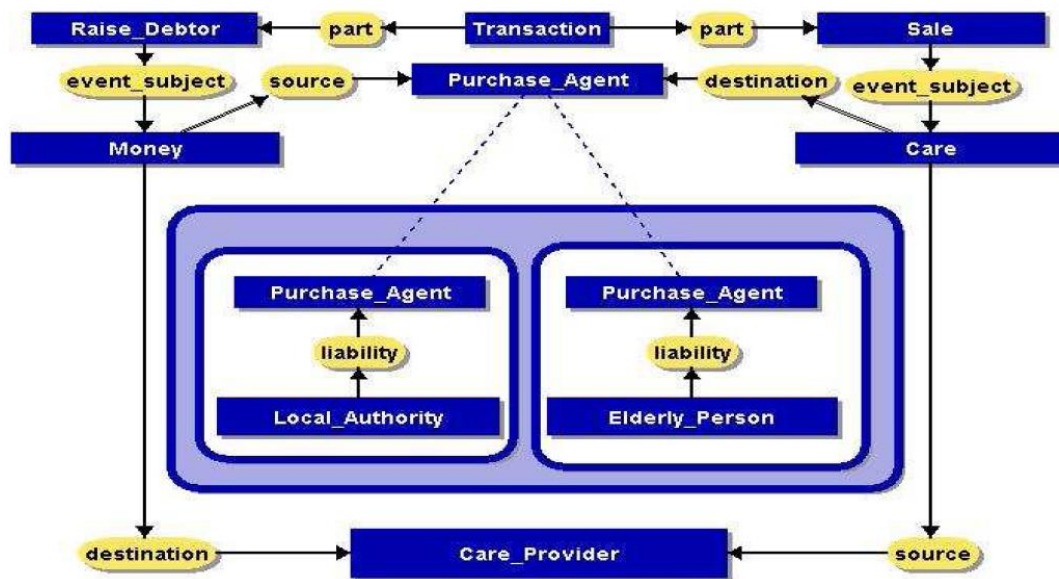 Raise_Debtor
part
Transaction
part
Sale
event_subject
source
Purchase_Agent
destination
event_subject
Money
Care
Purchase_Agent
Purchase_Agent
liability
liability
Local_Authority
Elderly_Person
destination
Care_Provider
source